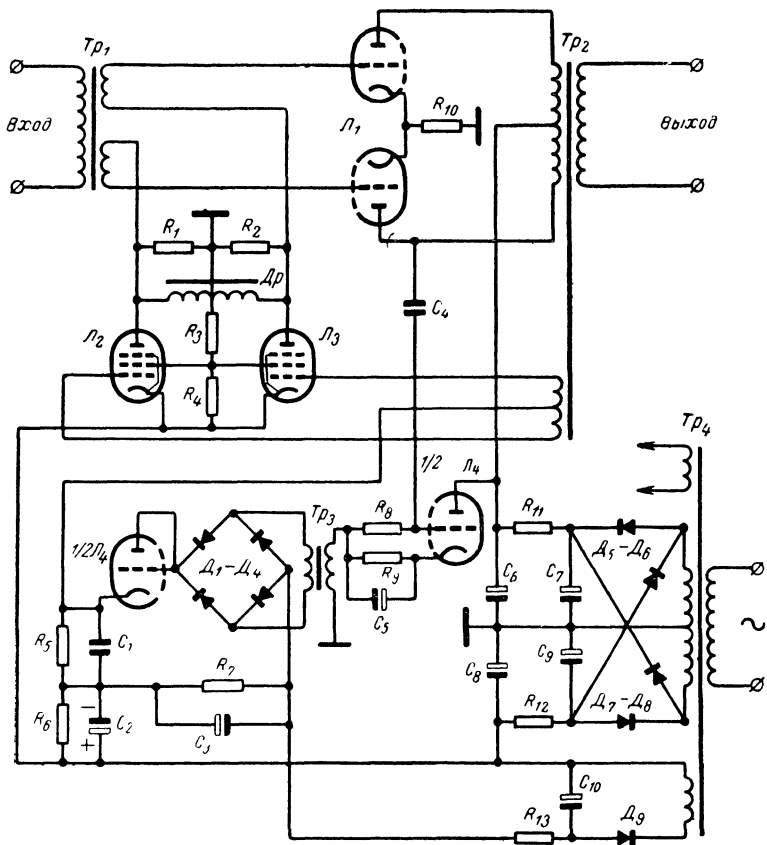 Тр₁
Тр₂
Вход
Л₁
R₁₀
Выход
R₁
R₂
Др
Л₂
R₃
Л₃
C₄
R₄
Тр₄
1/2
Л₄
Тр₃
R₈
R₁₁
1/2Л₄
Д₁-Д₄
R₉
C₆
C₇
Д₅-Д₆
C₅
~
R₅
C₁
R₇
C₈
C₉
R₆
−
C₂
+
C₃
R₁₂
Д₇-Д₈
C₁₀
R₁₃
Д₉